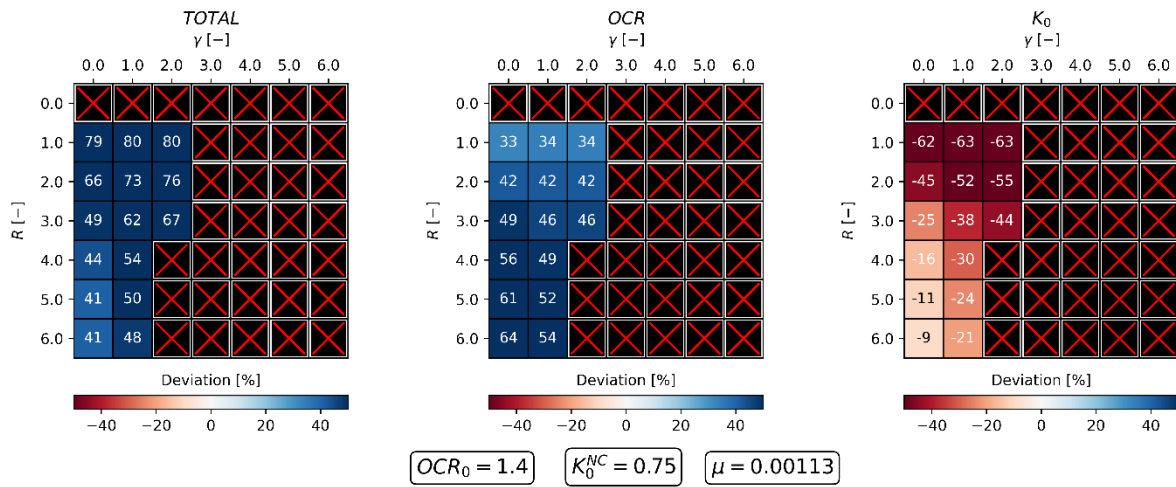 TOTAL OCR K₀
γ [−] γ [−] γ [−]
0.0 1.0 2.0 3.0 4.0 5.0 6.0 0.0 1.0 2.0 3.0 4.0 5.0 6.0 0.0 1.0 2.0 3.0 4.0 5.0 6.0
0.0 0.0 0.0
1.0 79 80 80 1.0 33 34 34 1.0 -62 -63 -63
2.0 66 73 76 2.0 42 42 42 2.0 -45 -52 -55
R [−] 3.0 49 62 67 R [−] 3.0 49 46 46 R [−] 3.0 -25 -38 -44
4.0 44 54 4.0 56 49 4.0 -16 -30
5.0 41 50 5.0 61 52 5.0 -11 -24
6.0 41 48 6.0 64 54 6.0 -9 -21
Deviation [%] Deviation [%] Deviation [%]
−40 −20 0 20 40 −40 −20 0 20 40 −40 −20 0 20 40
OCR₀ = 1.4 K₀ᴺᶜ = 0.75 μ = 0.00113